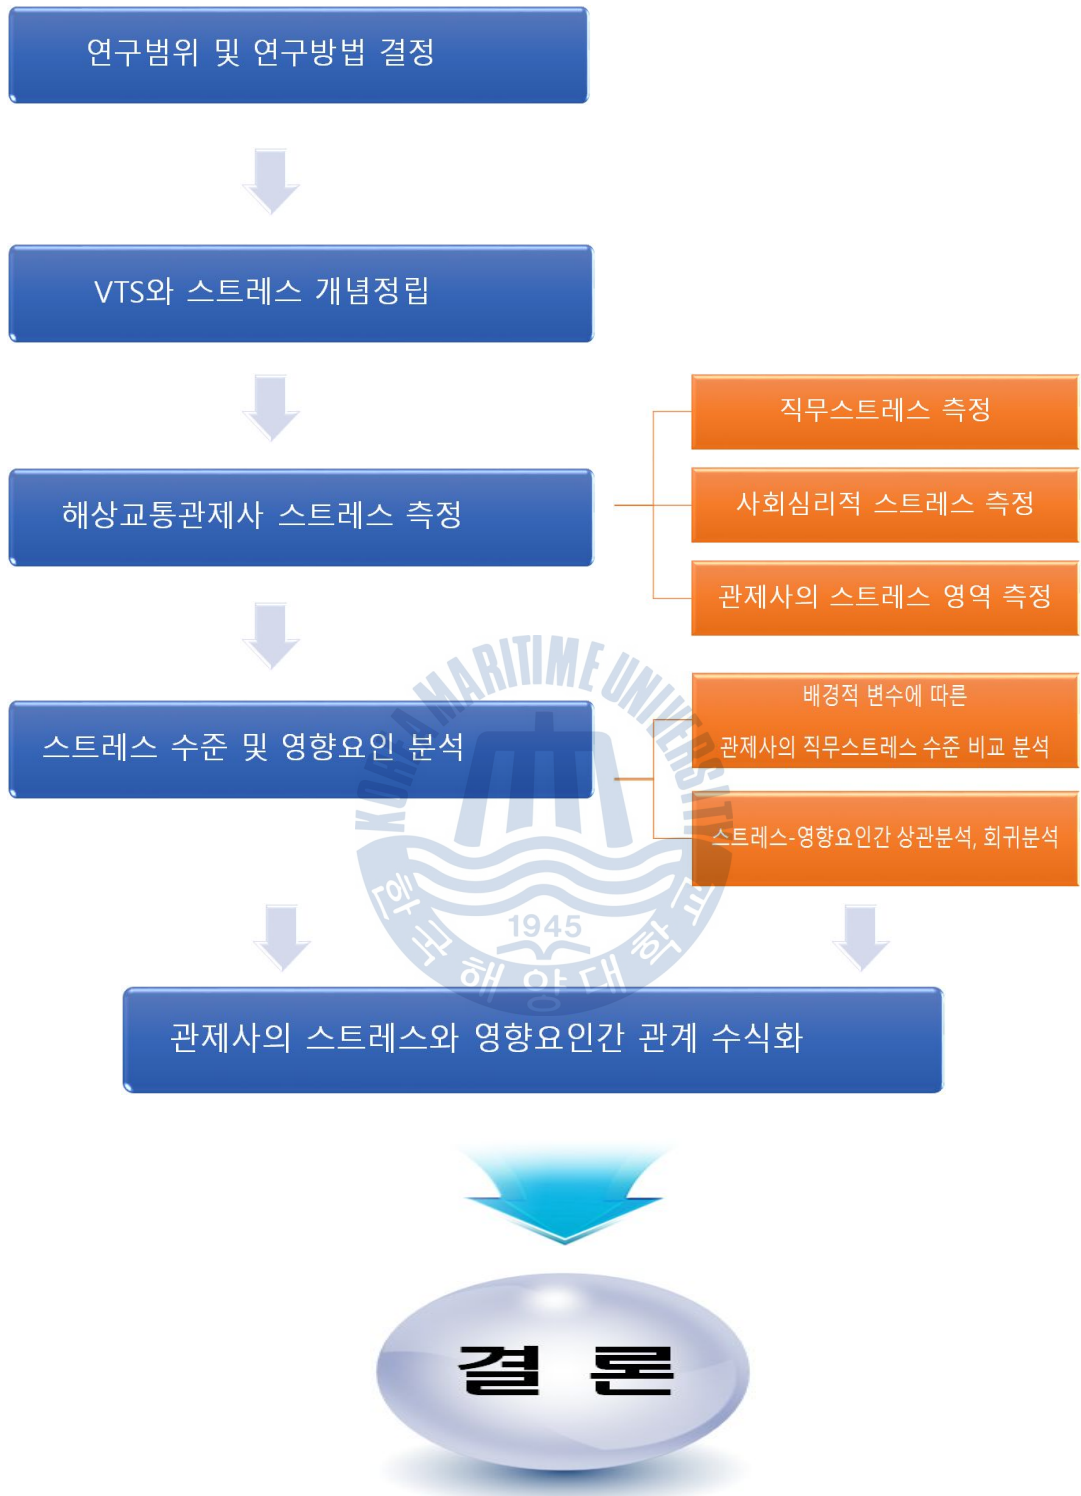 연구범위 및 연구방법 결정
VTS와 스트레스 개념정립
해상교통관제사 스트레스 측정
직무스트레스 측정
사회심리적 스트레스 측정
관제사의 스트레스 영역 측정
스트레스 수준 및 영향요인 분석
배경적 변수에 따른
관제사의 직무스트레스 수준 비교 분석
스트레스-영향요인간 상관분석, 회귀분석
KOREA MARITIME UNIVERSITY
1945
한국해양대학교
관제사의 스트레스와 영향요인간 관계 수식화
결 론